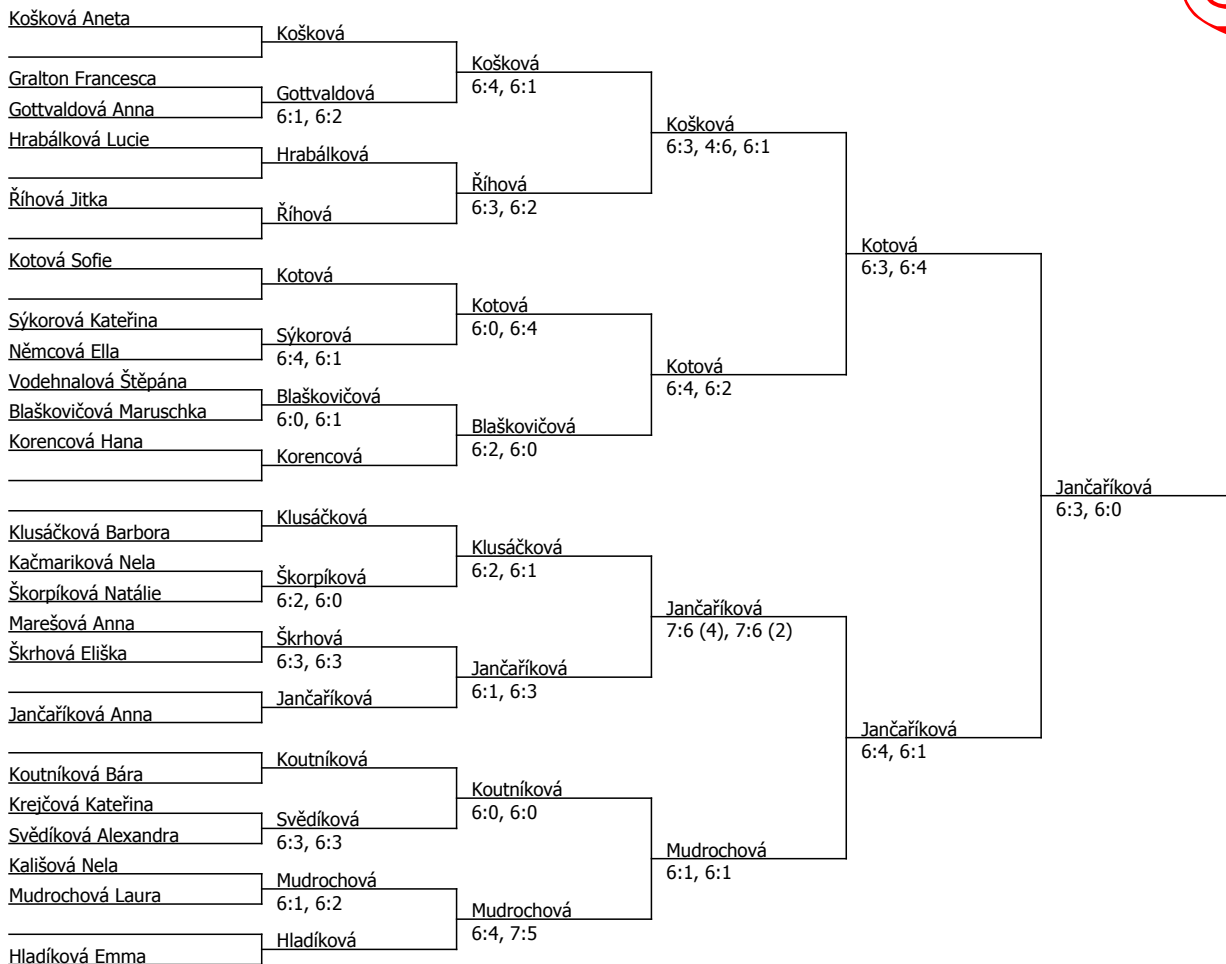 Košková Aneta
Gralton Francesca
Gottvaldová Anna
Hrabálková Lucie
Říhová Jitka
Kotová Sofie
Sýkorová Kateřina
Němcová Ella
Vodehnalová Štěpána
Blaškovičová Maruschka
Korencová Hana
Klusáčková Barbora
Kačmariková Nela
Škorpíková Natálie
Marešová Anna
Škrhová Eliška
Jančaříková Anna
Koutníková Bára
Krejčová Kateřina
Svědíková Alexandra
Kališová Nela
Mudrochová Laura
Hladíková Emma
Košková
Gottvaldová
6:1, 6:2
Hrabálková
Říhová
Kotová
Sýkorová
6:4, 6:1
Blaškovičová
6:0, 6:1
Korencová
Klusáčková
Škorpíková
6:2, 6:0
Škrhová
6:3, 6:3
Jančaříková
Koutníková
Svědíková
6:3, 6:3
Mudrochová
6:1, 6:2
Hladíková
Košková
6:4, 6:1
Říhová
6:3, 6:2
Kotová
6:0, 6:4
Blaškovičová
6:2, 6:0
Klusáčková
6:2, 6:1
Jančaříková
6:1, 6:3
Koutníková
6:0, 6:0
Mudrochová
6:4, 7:5
Košková
6:3, 4:6, 6:1
Kotová
6:4, 6:2
Jančaříková
7:6 (4), 7:6 (2)
Mudrochová
6:1, 6:1
Kotová
6:3, 6:4
Jančaříková
6:4, 6:1
Jančaříková
6:3, 6:0